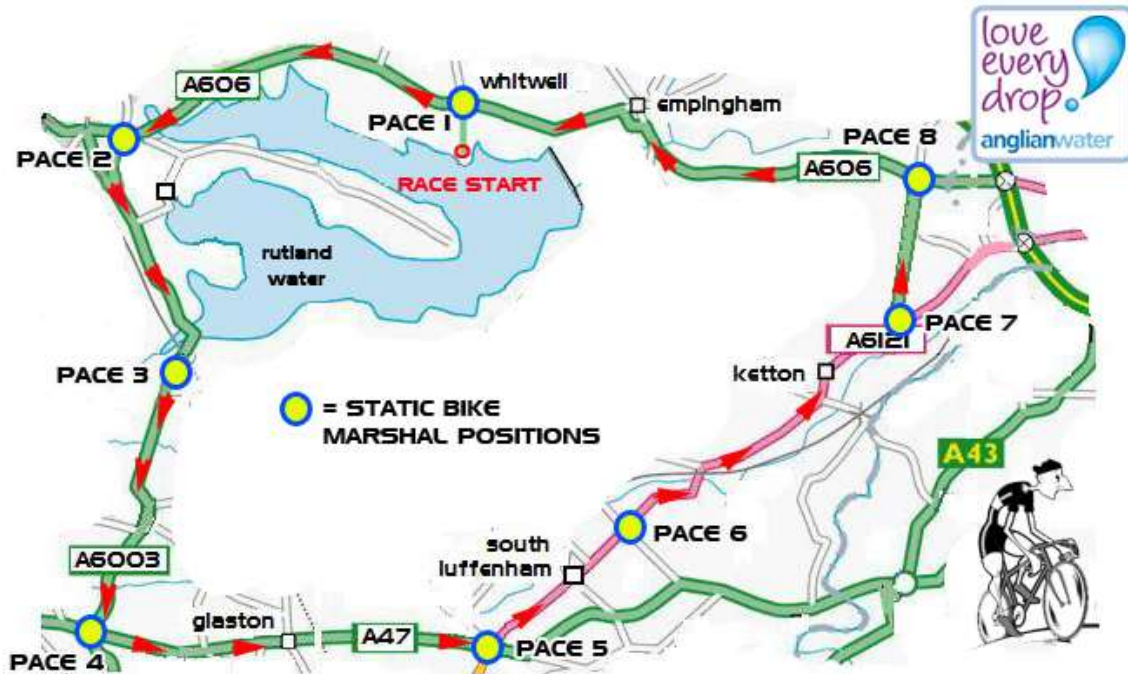 love
every
drop.
anglianwater
A606
whitwell
empingham
PACE 1
PACE 2
PACE 8
A606
RACE START
rutland
water
PACE 7
A6121
PACE 3
ketton
= STATIC BIKE
MARSHAL POSITIONS
A43
PACE 6
south
luffenham
A6003
glaston
A47
PACE 4
PACE 5